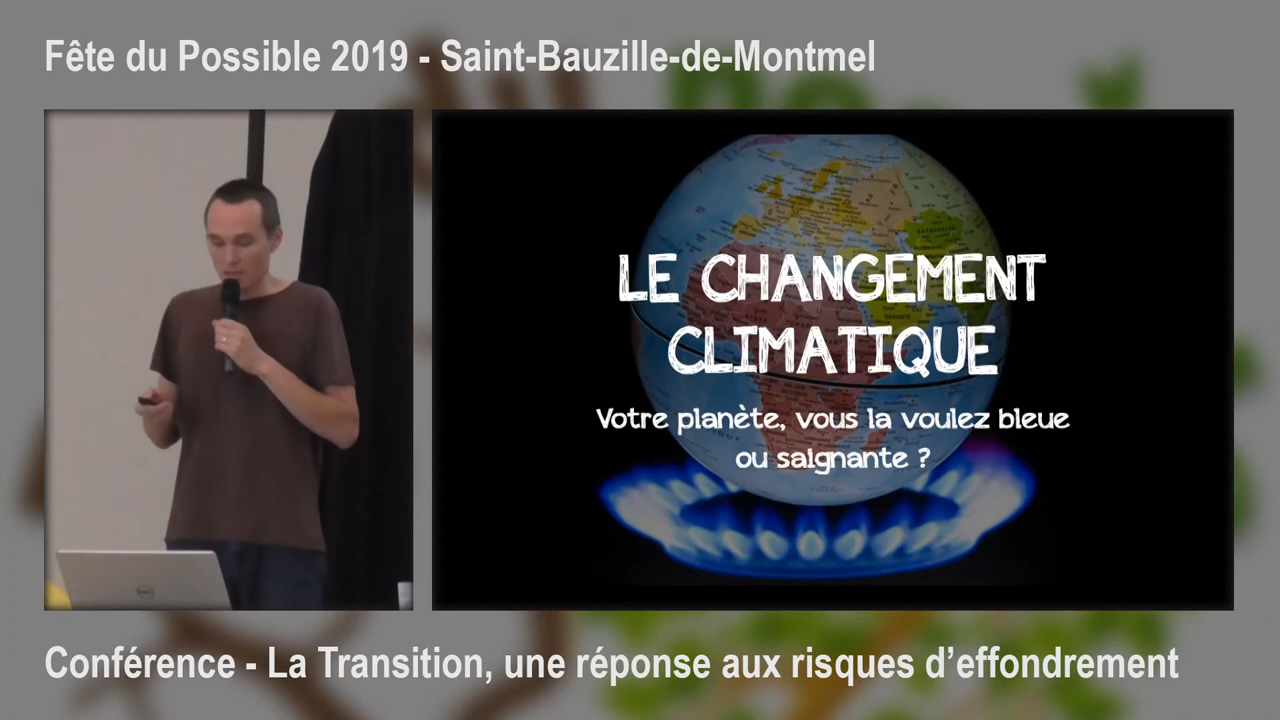 Fête du Possible 2019 - Saint-Bauzille-de-Montmel
LE CHANGEMENT
CLIMATIQUE
Votre planète, vous la voulez bleue
ou saignante ?
Conférence - La Transition, une réponse aux risques d’effondrement